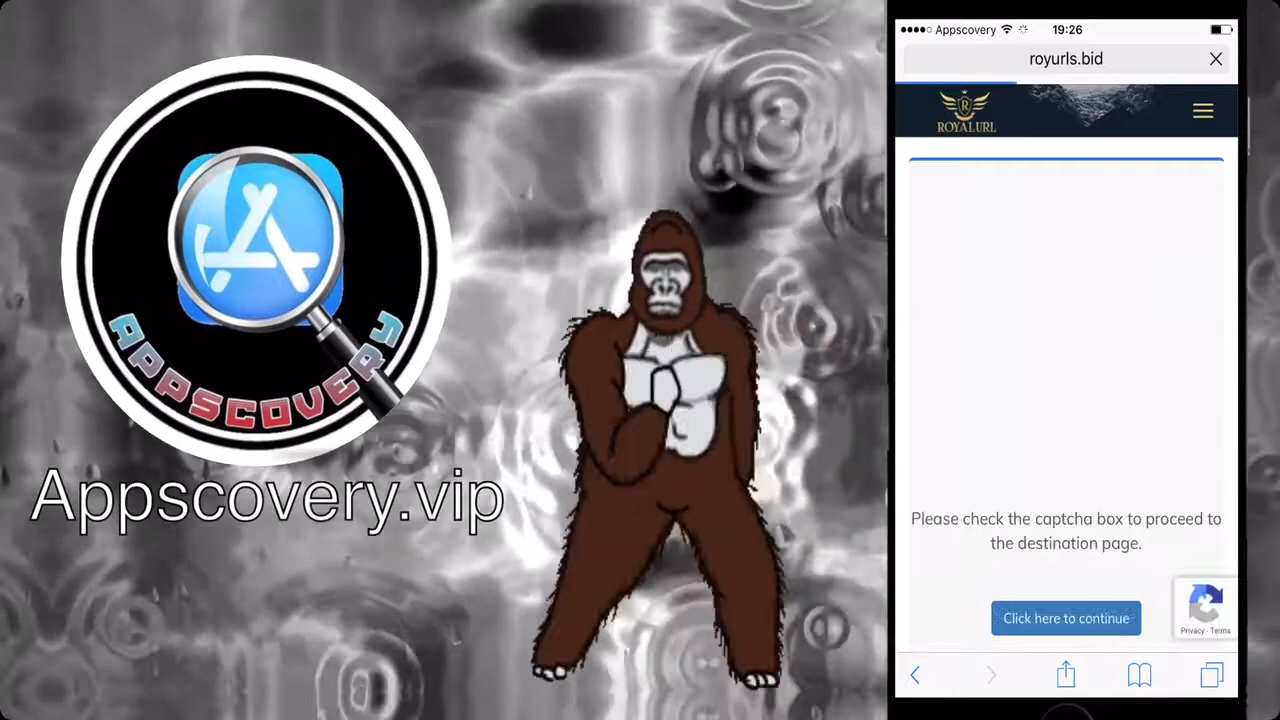 APPSCOVERY
Appscovery.vip
Appscovery
19:26
royurls.bid
R
ROYALURL
Please check the captcha box to proceed to
the destination page.
Click here to continue
Privacy - Terms